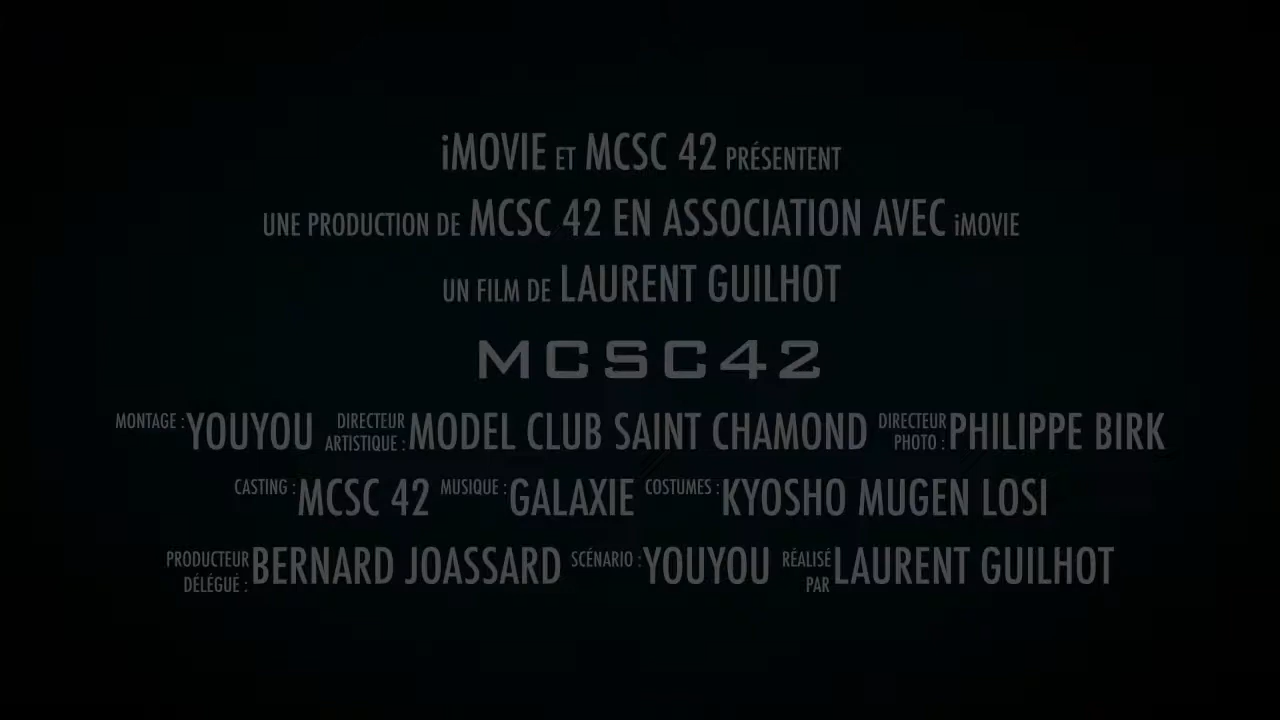 iMOVIE ET MCSC 42 PRÉSENTENT
UNE PRODUCTION DE MCSC 42 EN ASSOCIATION AVEC iMOVIE
UN FILM DE LAURENT GUILHOT
MCSC42
MONTAGE : YOUYOU DIRECTEUR ARTISTIQUE : MODEL CLUB SAINT CHAMOND DIRECTEUR PHOTO : PHILIPPE BIRK
CASTING : MCSC 42 MUSIQUE : GALAXIE COSTUMES : KYOSHO MUGEN LOSI
PRODUCTEUR DÉLÉGUÉ : BERNARD JOASSARD SCÉNARIO : YOUYOU RÉALISÉ PAR LAURENT GUILHOT